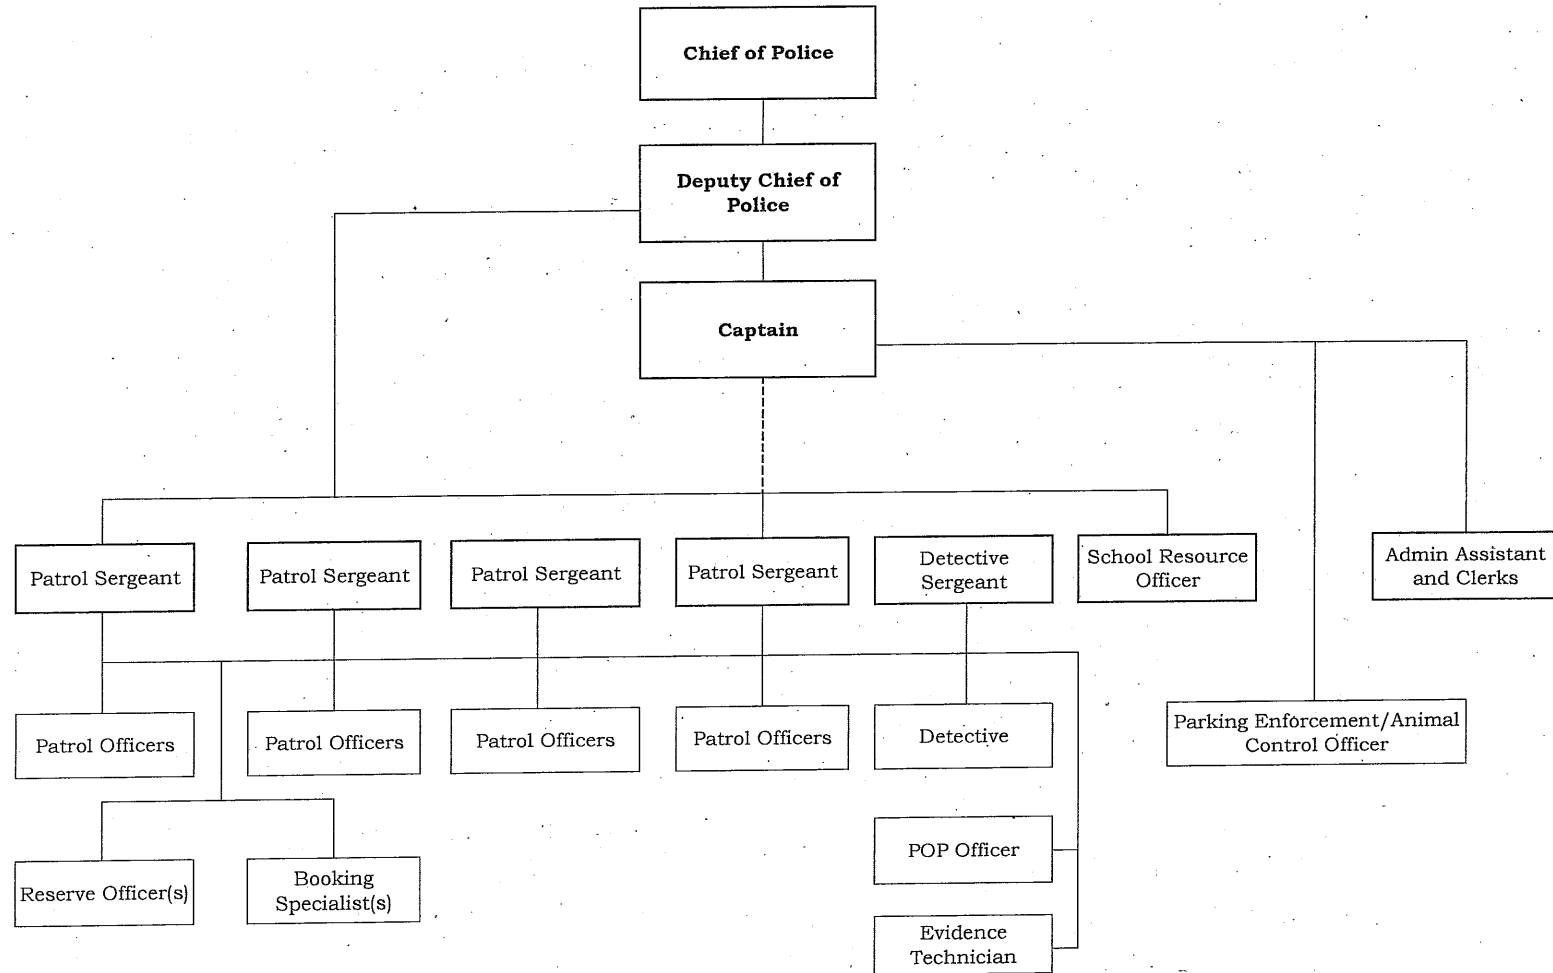 Chief of Police
Deputy Chief of
Police
Captain
Patrol Sergeant
Patrol Sergeant
Patrol Sergeant
Patrol Sergeant
Detective
Sergeant
School Resource
Officer
Admin Assistant
and Clerks
Patrol Officers
Patrol Officers
Patrol Officers
Patrol Officers
Detective
Parking Enforcement/Animal
Control Officer
POP Officer
Reserve Officer(s)
Booking
Specialist(s)
Evidence
Technician